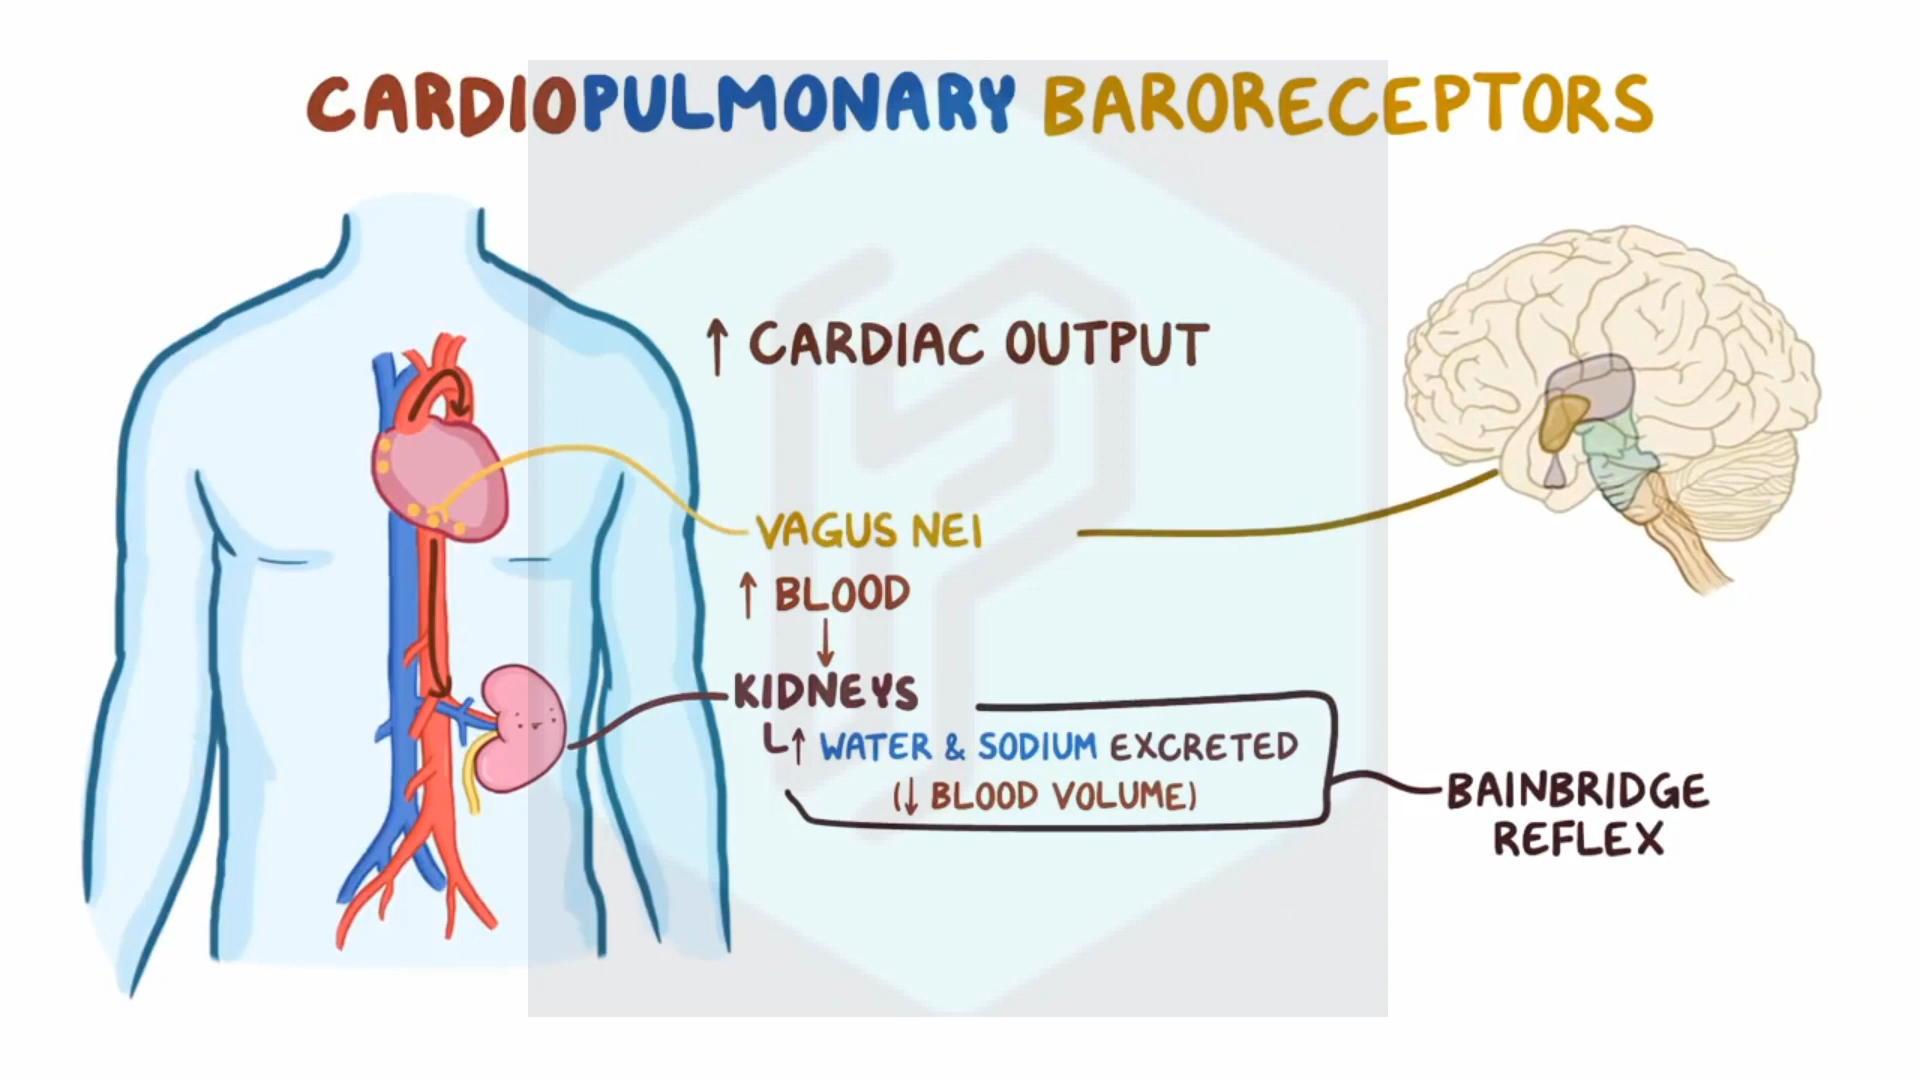 CARDIOPULMONARY BARORECEPTORS
↑ CARDIAC OUTPUT
VAGUS NEI
↑ BLOOD
↓
KIDNEYS
↑ WATER & SODIUM EXCRETED
(↓ BLOOD VOLUME)
BAINBRIDGE
REFLEX